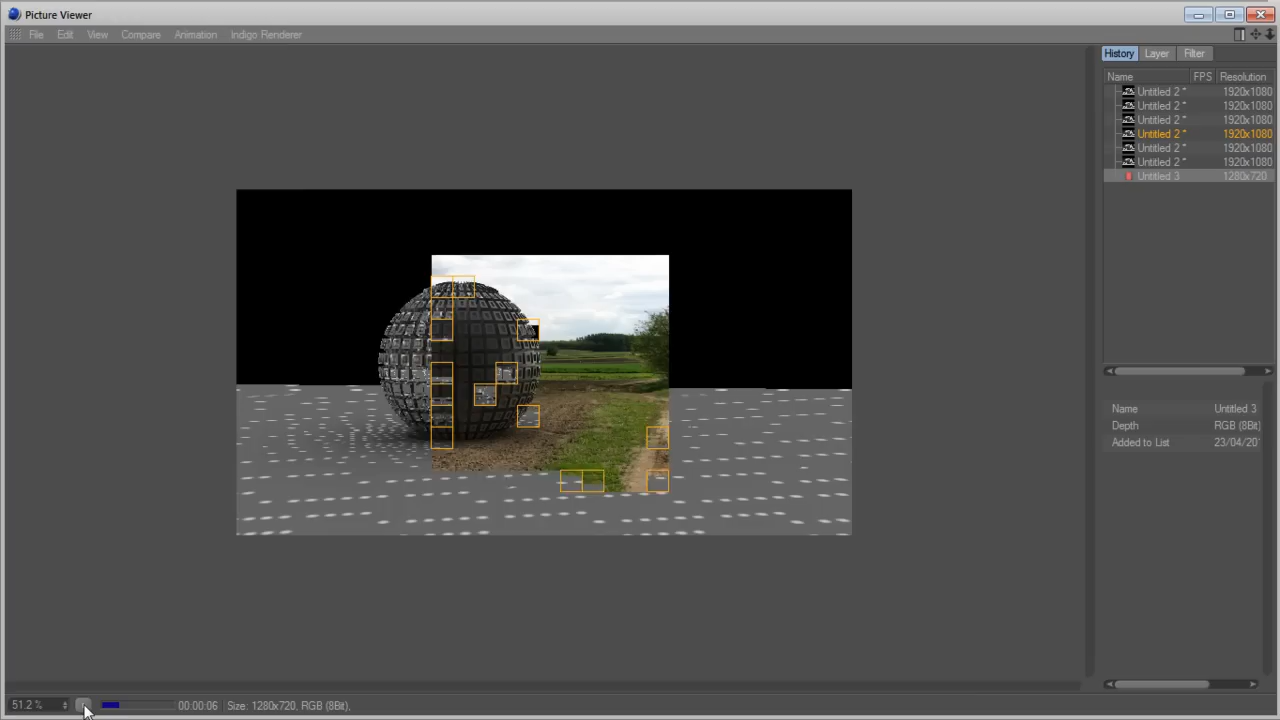 Picture Viewer
File Edit View Compare Animation Indigo Renderer
History Layer Filter
Name FPS Resolution
Untitled 2 * 1920x1080
Untitled 2 * 1920x1080
Untitled 2 * 1920x1080
Untitled 2 * 1920x1080
Untitled 2 * 1920x1080
Untitled 2 * 1920x1080
Untitled 3 1280x720
Name Untitled 3
Depth RGB (8Bit)
Added to List 23/04/20
51.2 % 00:00:06 Size: 1280x720, RGB (8Bit),